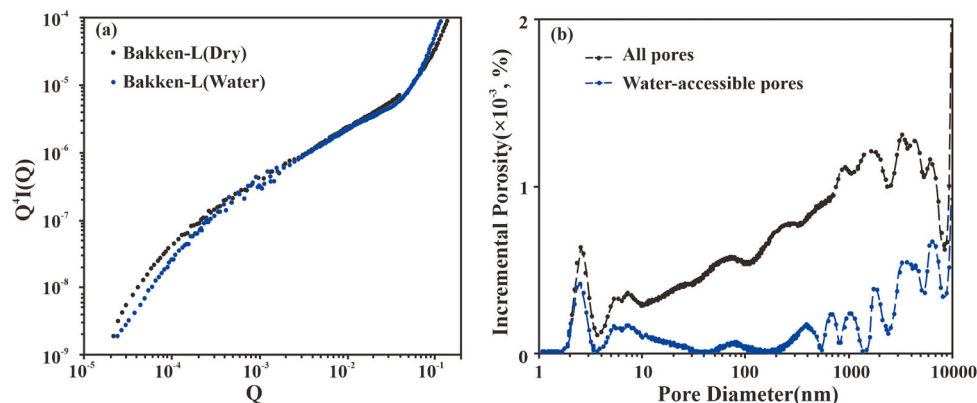 (a)
Bakken-L(Dry)
Bakken-L(Water)
Q⁴I(Q)
10⁻⁴
10⁻⁵
10⁻⁶
10⁻⁷
10⁻⁸
10⁻⁹
10⁻⁵ 10⁻⁴ 10⁻³ 10⁻² 10⁻¹
Q
(b)
All pores
Water-accessible pores
Incremental Porosity(×10⁻³, %)
2
1
0
1 10 100 1000 10000
Pore Diameter(nm)